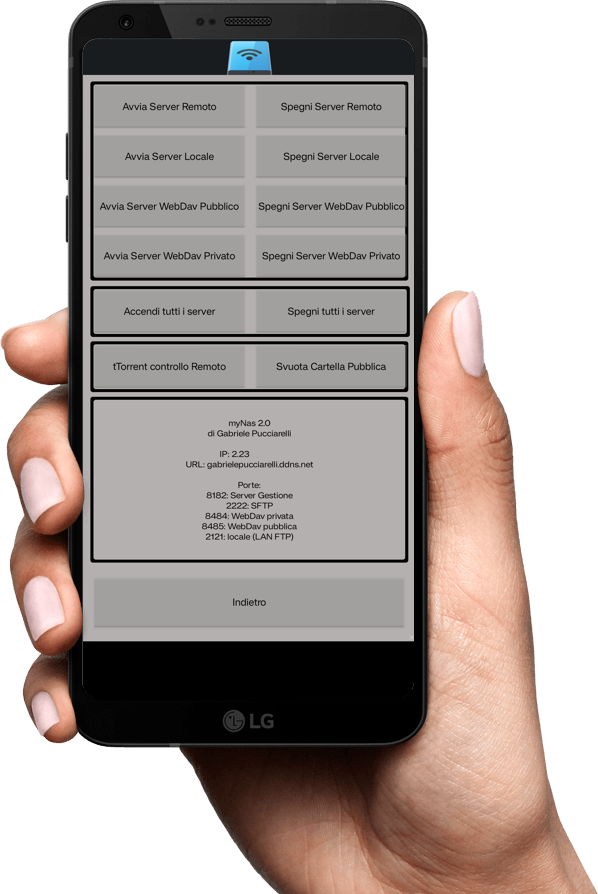 Avvia Server Remoto
Spegni Server Remoto
Avvia Server Locale
Spegni Server Locale
Avvia Server WebDav Pubblico
Spegni Server WebDav Pubblico
Avvia Server WebDav Privato
Spegni Server WebDav Privato
Accendi tutti i server
Spegni tutti i server
tTorrent controllo Remoto
Svuota Cartella Pubblica
myNas 2.0
di Gabriele Pucciarelli
IP: 2.23
URL: gabrielepucciarelli.ddns.net
Porte:
8182: Server Gestione
2222: SFTP
8484: WebDav privata
8485: WebDav pubblica
2121: locale (LAN FTP)
Indietro
LG